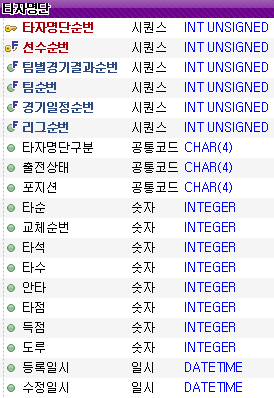 타자명단
타자명단순번 시퀀스 INT UNSIGNED
선수순번 시퀀스 INT UNSIGNED
팀별경기결과순번 시퀀스 INT UNSIGNED
팀순번 시퀀스 INT UNSIGNED
경기일정순번 시퀀스 INT UNSIGNED
리그순번 시퀀스 INT UNSIGNED
타자명단구분 공통코드 CHAR(4)
출전상태 공통코드 CHAR(4)
포지션 공통코드 CHAR(4)
타순 숫자 INTEGER
교체순번 숫자 INTEGER
타석 숫자 INTEGER
타수 숫자 INTEGER
안타 숫자 INTEGER
타점 숫자 INTEGER
득점 숫자 INTEGER
도루 숫자 INTEGER
등록일시 일시 DATETIME
수정일시 일시 DATETIME